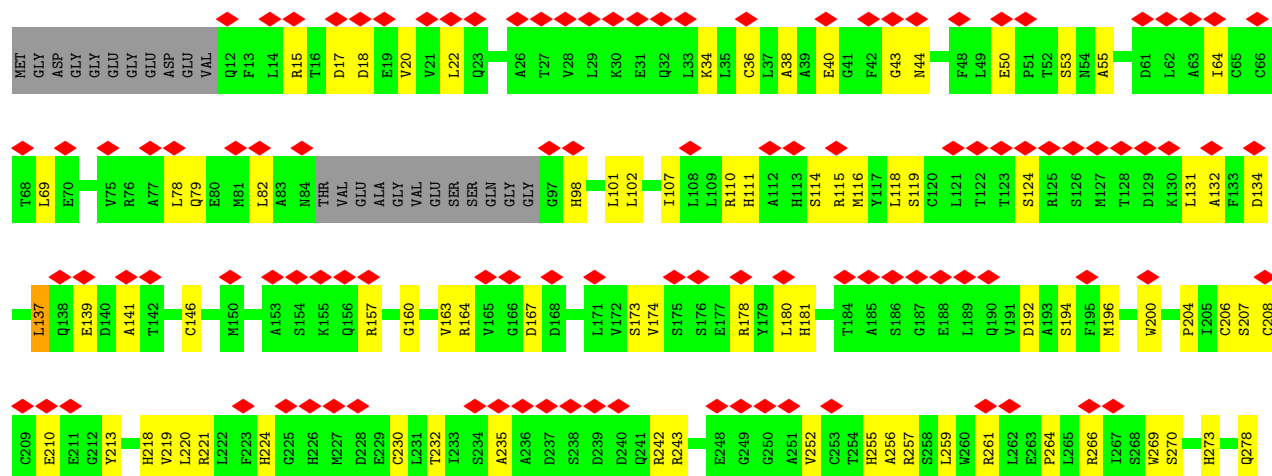 MET GLY ASP GLY GLY GLU GLY GLU ASP GLU VAL Q12 F13 L14 R15 T16 D17 D18 E19 V20 V21 L22 Q23 A26 T27 V28 L29 K30 E31 Q32 L33 K34 L35 C36 L37 A38 A39 E40 G41 F42 G43 N44 F48 L49 E50 P51 T52 S53 N54 A55 D61 L62 A63 I64 C65 C66
T68 L69 E70 V75 R76 A77 L78 Q79 E80 M81 L82 A83 N84 THR VAL GLU ALA GLY VAL GLU SER SER GLN GLY GLY G97 H98 L101 L102 I107 L108 L109 R110 H111 A112 H113 S114 R115 M116 Y117 L118 S119 C120 L121 T122 T123 S124 R125 S126 M127 T128 D129 K130 L131 A132 F133 D134
L137 Q138 E139 D140 A141 T142 C146 M150 A153 S154 K155 Q156 R157 G160 V163 R164 V165 G166 D167 D168 L171 V172 S173 V174 S175 S176 E177 R178 Y179 L180 H181 T184 A185 S186 G187 E188 L189 Q190 V191 D192 A193 S194 F195 M196 W200 P204 I205 C206 S207 C208
C209 E210 E211 G212 Y213 H218 V219 L220 R221 L222 F223 H224 G225 H226 M227 D228 E229 C230 L231 T232 I233 S234 A235 A236 D237 S238 D239 D240 Q241 R242 R243 E248 G249 G250 A251 V252 C253 T254 H255 A256 R257 S258 L259 W260 R261 L262 E263 P264 L265 R266 I267 S268 W269 S270 H273 Q278